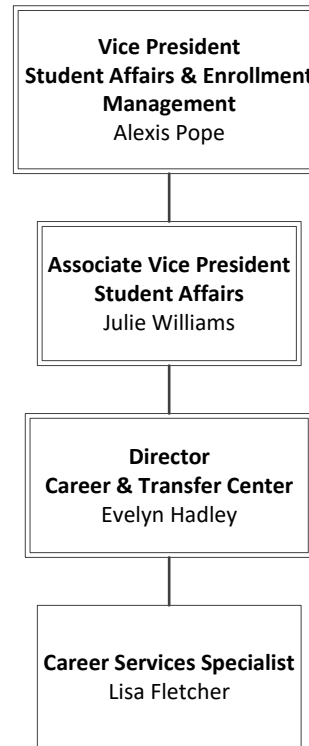 Vice President
Student Affairs & Enrollment
Management
Alexis Pope
Associate Vice President
Student Affairs
Julie Williams
Director
Career & Transfer Center
Evelyn Hadley
Career Services Specialist
Lisa Fletcher